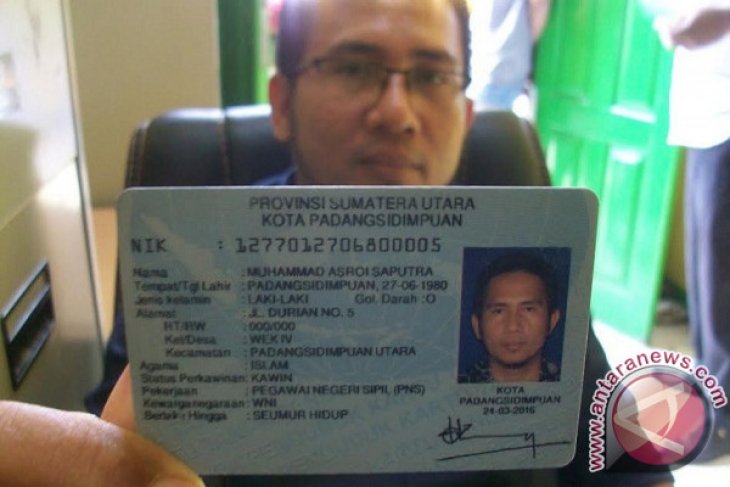 PROVINSI SUMATERA UTARA
KOTA PADANGSIDIMPUAN
NIK : 1277012706800005
Nama : MUHAMMAD ASROI SAPUTRA
Tempat/Tgl Lahir : PADANGSIDIMPUAN, 27-06-1980
Jenis kelamin : LAKI-LAKI Gol. Darah : O
Alamat : JL. DURIAN NO. 5
RT/RW : 000/000
Kel/Desa : WEK IV
Kecamatan : PADANGSIDIMPUAN UTARA
Agama : ISLAM
Status Perkawinan: KAWIN
Pekerjaan : PEGAWAI NEGERI SIPIL (PNS)
Kewarganegaraan: WNI
Berlaku Hingga : SEUMUR HIDUP
KOTA
PADANGSIDIMPUAN
24-03-2016
www.antaranews.com